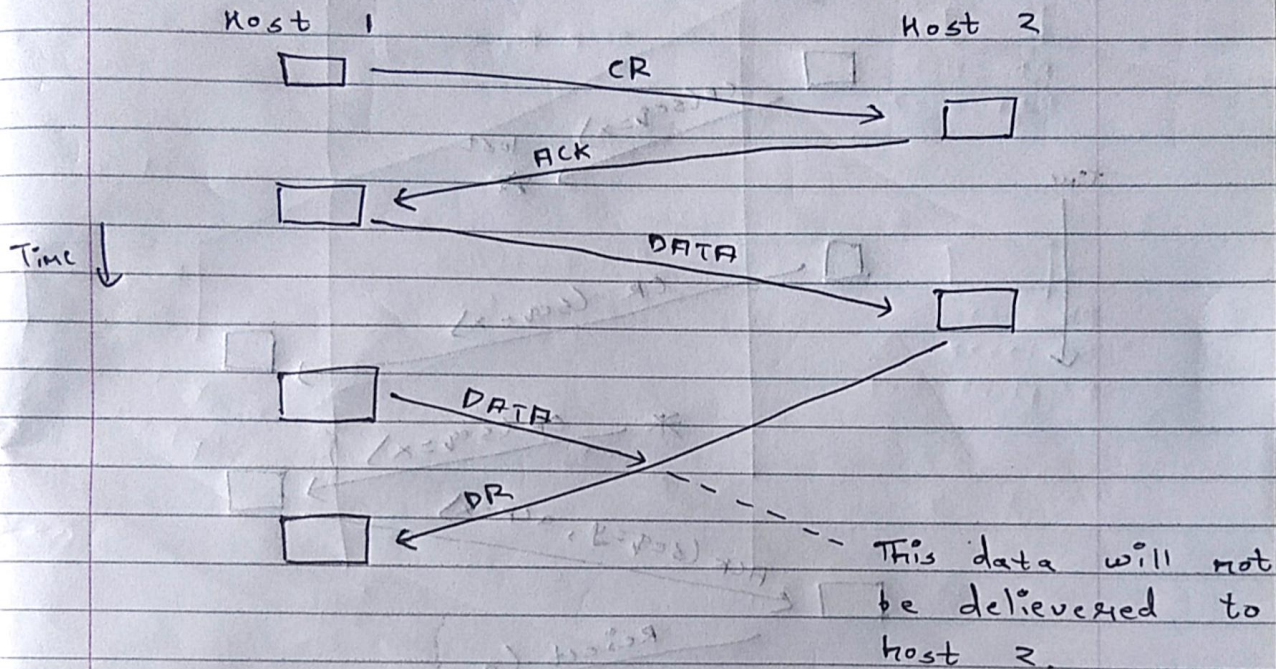 Host 1
Host 2
CR
ACK
DATA
Time
DATA
DR
This data will not
be delievered to
host 2.